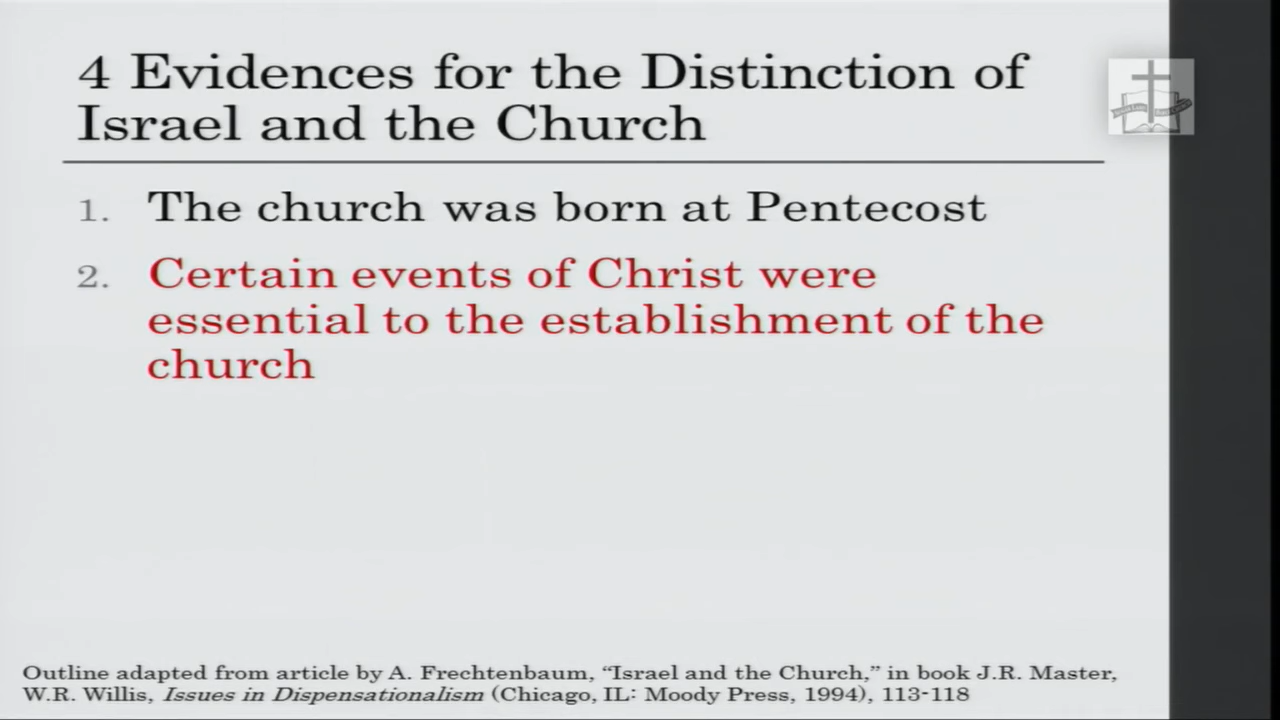 4 Evidences for the Distinction of
Israel and the Church
1. The church was born at Pentecost
2. Certain events of Christ were
essential to the establishment of the
church
Outline adapted from article by A. Frechtenbaum, “Israel and the Church,” in book J.R. Master,
W.R. Willis, Issues in Dispensationalism (Chicago, IL: Moody Press, 1994), 113-118